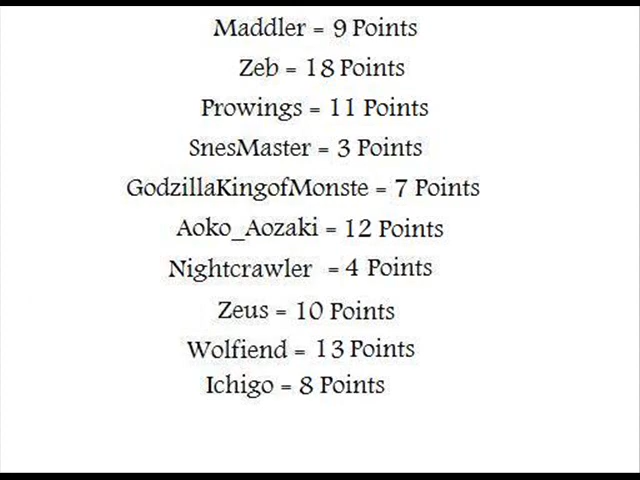 Maddler = 9 Points
Zeb = 18 Points
Prowings = 11 Points
SnesMaster = 3 Points
GodzillaKingofMonste = 7 Points
Aoko_Aozaki = 12 Points
Nightcrawler = 4 Points
Zeus = 10 Points
Wolfiend = 13 Points
Ichigo = 8 Points